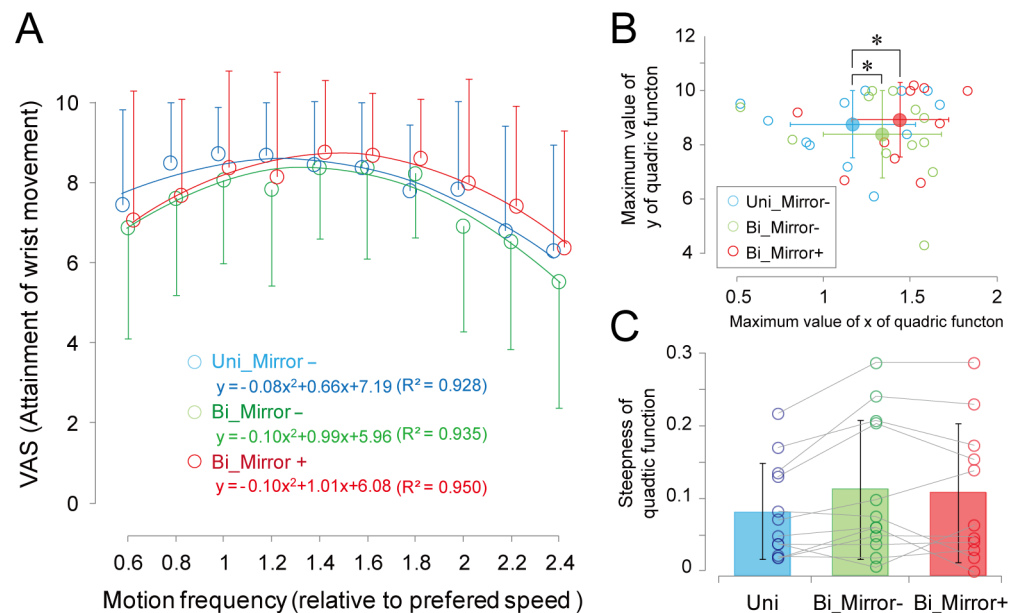 A
VAS (Attainment of wrist movement)
10
8
6
4
2
0
Uni_Mirror –
y = - 0.08x²+0.66x+7.19 (R² = 0.928)
Bi_Mirror –
y = -0.10x²+0.99x+5.96 (R² = 0.935)
Bi_Mirror +
y = -0.10x²+1.01x+6.08 (R² = 0.950)
0.6 0.8 1 1.2 1.4 1.6 1.8 2 2.2 2.4
Motion frequency (relative to prefered speed )
B
Maximum value of
y of quadric functon
12
10
8
6
4
*
*
Uni_Mirror-
Bi_Mirror-
Bi_Mirror+
0.5 1 1.5 2
Maximum value of x of quadric functon
C
Steepness of
quadtic function
0.3
0.2
0.1
0
Uni Bi_Mirror- Bi_Mirror+